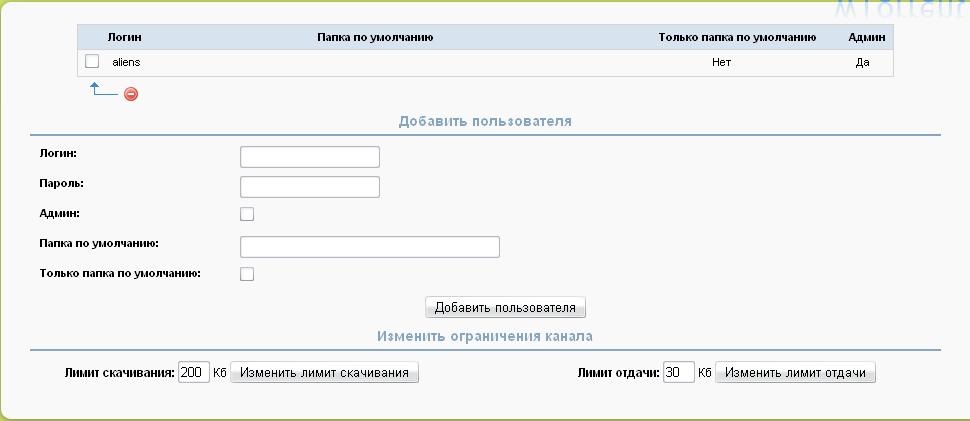 wTorrent
Логин Папка по умолчанию Только папка по умолчанию Админ
aliens Нет Да
Добавить пользователя
Логин:
Пароль:
Админ:
Папка по умолчанию:
Только папка по умолчанию:
Добавить пользователя
Изменить ограничения канала
Лимит скачивания: 200 Кб Изменить лимит скачивания Лимит отдачи: 30 Кб Изменить лимит отдачи